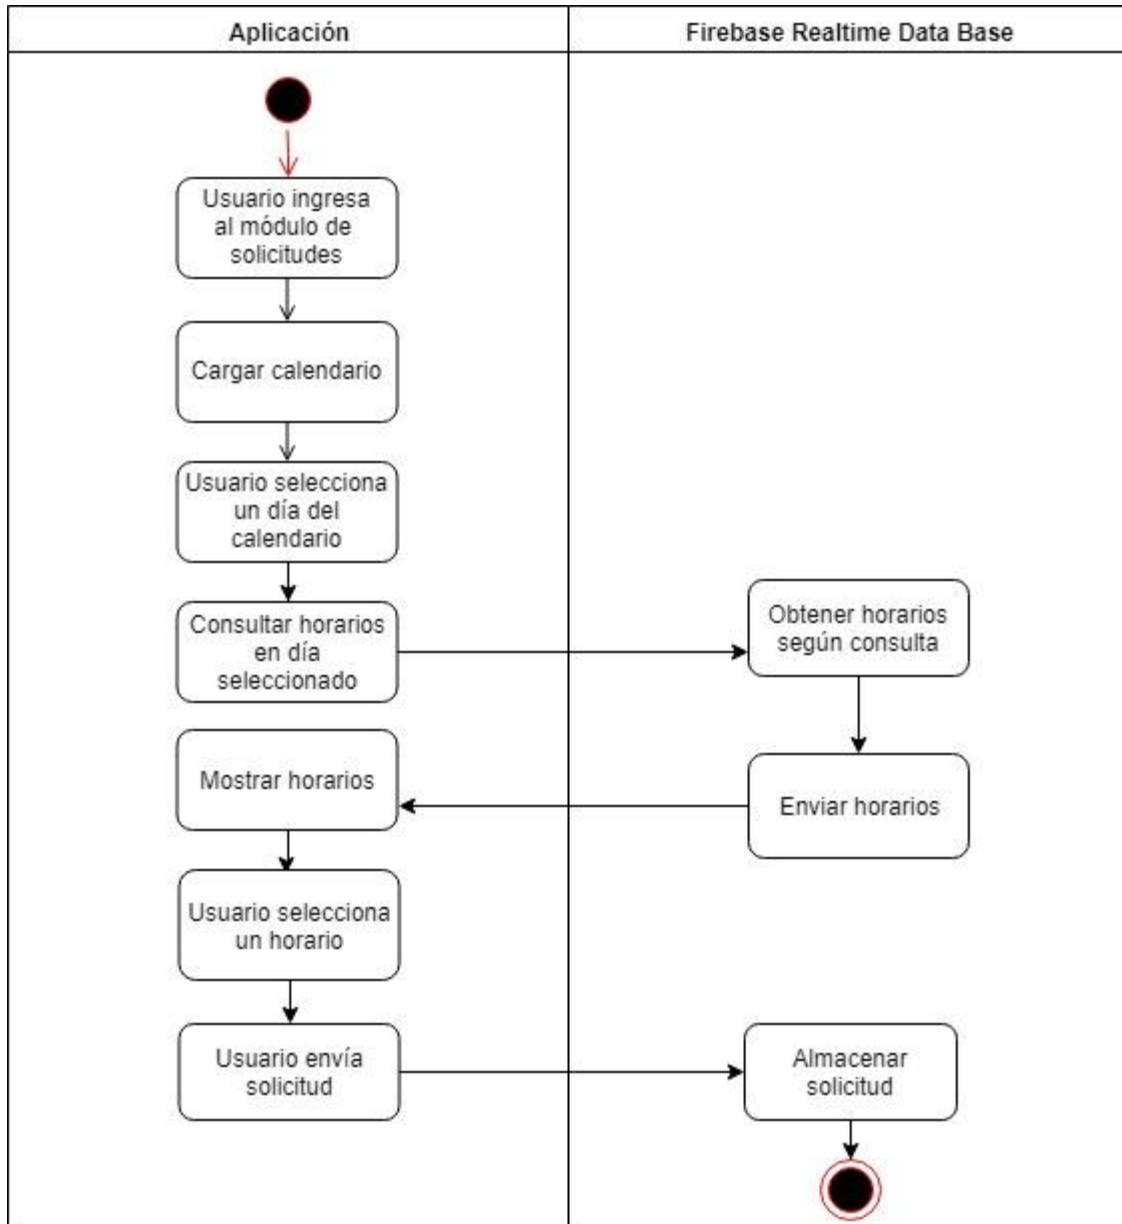 Aplicación
Firebase Realtime Data Base
Usuario ingresa
al módulo de
solicitudes
Cargar calendario
Usuario selecciona
un día del
calendario
Consultar horarios
en día
seleccionado
Obtener horarios
según consulta
Mostrar horarios
Enviar horarios
Usuario selecciona
un horario
Usuario envía
solicitud
Almacenar
solicitud